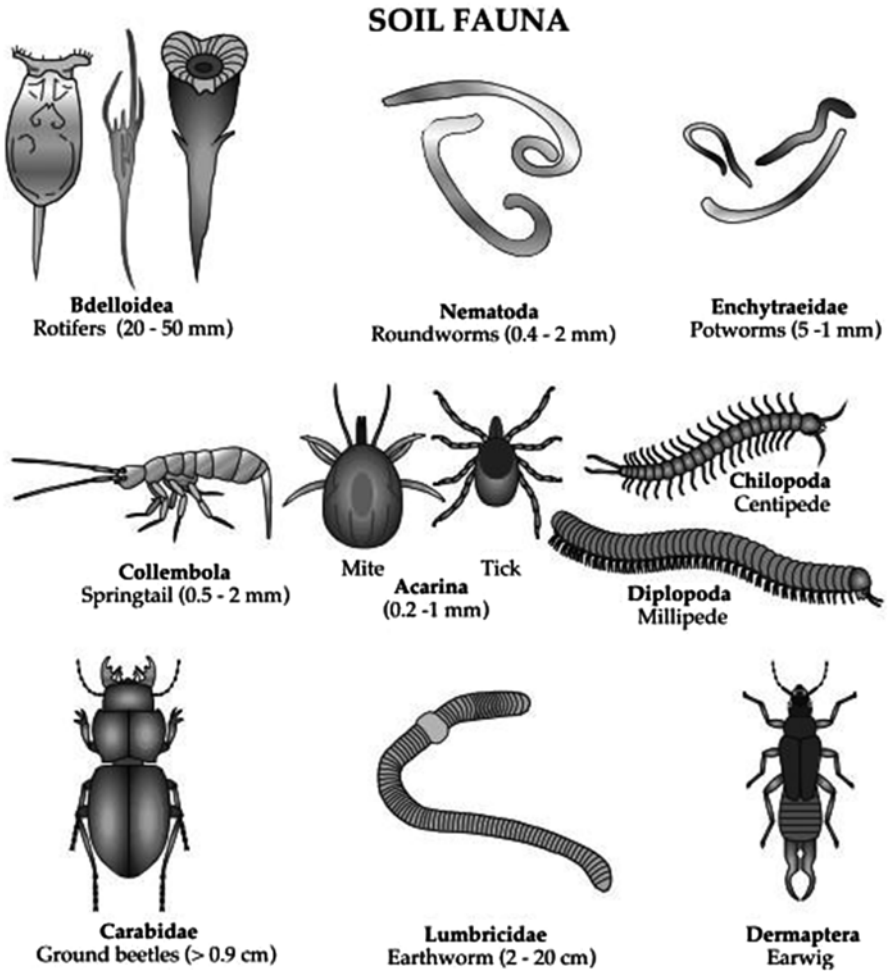 SOIL FAUNA
Bdelloidea
Rotifers (20 - 50 mm)
Nematoda
Roundworms (0.4 - 2 mm)
Enchytraeidae
Potworms (5 -1 mm)
Collembola
Springtail (0.5 - 2 mm)
Mite
Tick
Acarina
(0.2 -1 mm)
Chilopoda
Centipede
Diplopoda
Millipede
Carabidae
Ground beetles (> 0.9 cm)
Lumbricidae
Earthworm (2 - 20 cm)
Dermaptera
Earwig